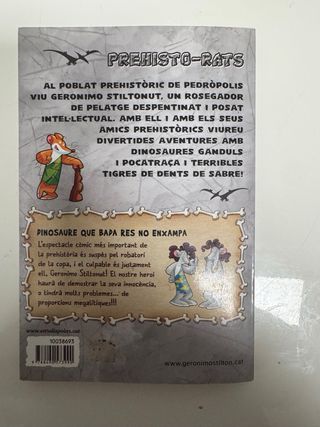 PREHISTO-RATS
AL POBLAT PREHISTÒRIC DE PEDRÒPOLIS
VIU GERONIMO STILTONUT, UN ROSEGADOR
DE PELATGE DESPENTINAT I POSAT
INTEL·LECTUAL. AMB ELL I AMB ELS SEUS
AMICS PREHISTÒRICS VIUREU
DIVERTIDES AVENTURES AMB
DINOSAURES GANDULS
I POCATRAÇA I TERRIBLES
TIGRES DE DENTS DE SABRE!
DINOSAURE QUE BADA RES NO ENXAMPA
L'espectacle còmic més important de
la prehistòria és suspès pel robatori
de la copa, i el culpable és justament
ell, Geronimo Stiltonut! El nostre heroi
haurà de demostrar la seva innocència,
o tindrà molts problemes... de
proporcions megalítiques!!!
www.estrellapolar.cat
10038693
www.geronimostilton.cat